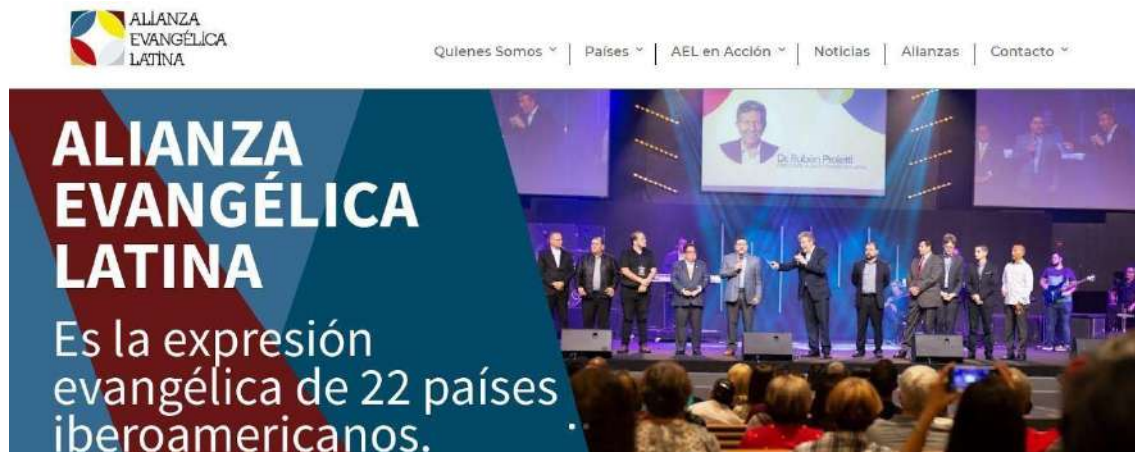 ALIANZA
EVANGÉLICA
LATINA
Quienes Somos | Países | AEL en Acción | Noticias | Alianzas | Contacto
ALIANZA
EVANGÉLICA
LATINA
Es la expresión
evangélica de 22 países
iberoamericanos.
Dr. Rubén Proietti